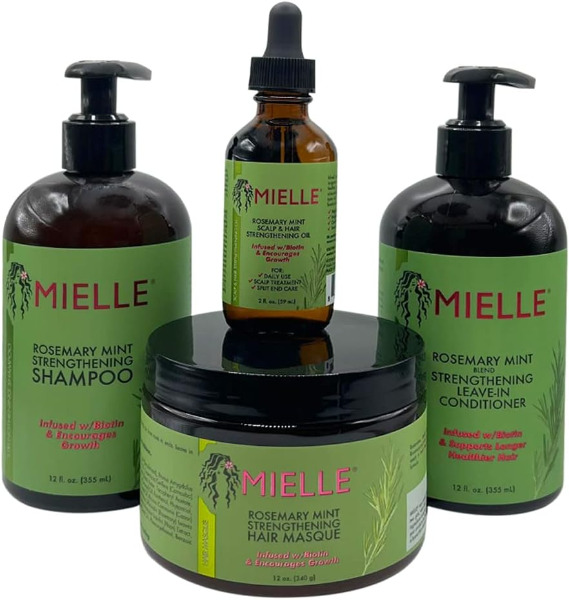 MIELLE®
ROSEMARY MINT
SCALP & HAIR
STRENGTHENING OIL
Infused w/Biotin
& Encourages
Growth
FOR:
✓ DAILY USE
✓ SCALP TREATMENT
✓ SPLIT END CARE
2 fl. oz. (59 ml)
MIELLE®
ROSEMARY MINT
STRENGTHENING
SHAMPOO
Infused w/Biotin
& Encourages
Growth
12 fl. oz. (355 mL)
MIELLE®
ROSEMARY MINT
BLEND
STRENGTHENING
LEAVE-IN
CONDITIONER
Infused w/Biotin
& Supports Longer
Healthier Hair
12 fl. oz. (355 mL)
MIELLE®
ROSEMARY MINT
STRENGTHENING
HAIR MASQUE
Infused w/Biotin
& Encourages Growth
12 oz. (340 g)
HAIR MASQUE